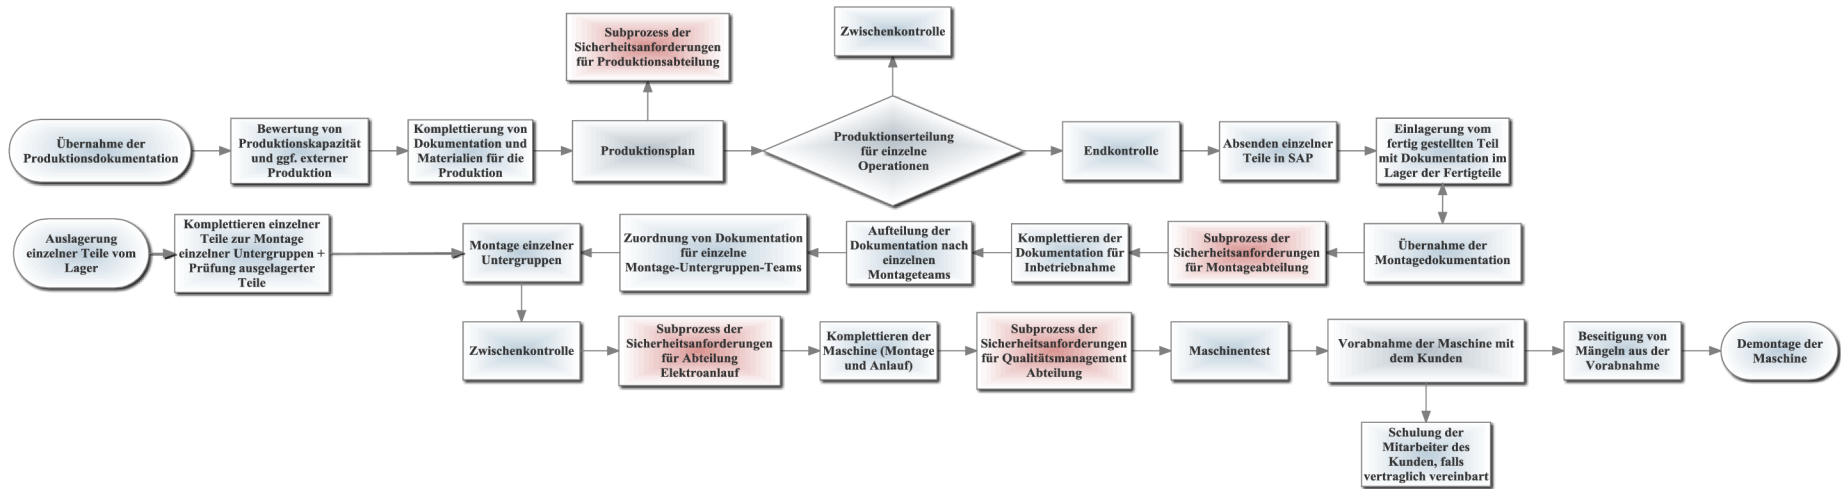 Übernahme der
Produktionsdokumentation
Bewertung von
Produktionskapazität
und ggf. externer
Produktion
Komplettierung von
Dokumentation und
Materialien für die
Produktion
Produktionsplan
Subprozess der
Sicherheitsanforderungen
für Produktionsabteilung
Produktionserteilung
für einzelne
Operationen
Zwischenkontrolle
Endkontrolle
Absenden einzelner
Teile in SAP
Einlagerung vom
fertig gestellten Teil
mit Dokumentation im
Lager der Fertigteile
Auslagerung
einzelner Teile vom
Lager
Komplettieren einzelner
Teile zur Montage
einzelner Untergruppen +
Prüfung ausgelagerter
Teile
Montage einzelner
Untergruppen
Zuordnung von Dokumentation
für einzelne
Montage-Untergruppen-Teams
Aufteilung der
Dokumentation nach
einzelnen
Montageteams
Komplettieren der
Dokumentation für
Inbetriebnahme
Subprozess der
Sicherheitsanforderungen
für Montageabteilung
Übernahme der
Montagedokumentation
Zwischenkontrolle
Subprozess der
Sicherheitsanforderungen
für Abteilung
Elektroanlauf
Komplettieren der
Maschine (Montage
und Anlauf)
Subprozess der
Sicherheitsanforderungen
für Qualitätsmanagement
Abteilung
Maschinentest
Vorabnahme der Maschine mit
dem Kunden
Beseitigung von
Mängeln aus der
Vorabnahme
Demontage der
Maschine
Schulung der
Mitarbeiter des
Kunden, falls
vertraglich vereinbart